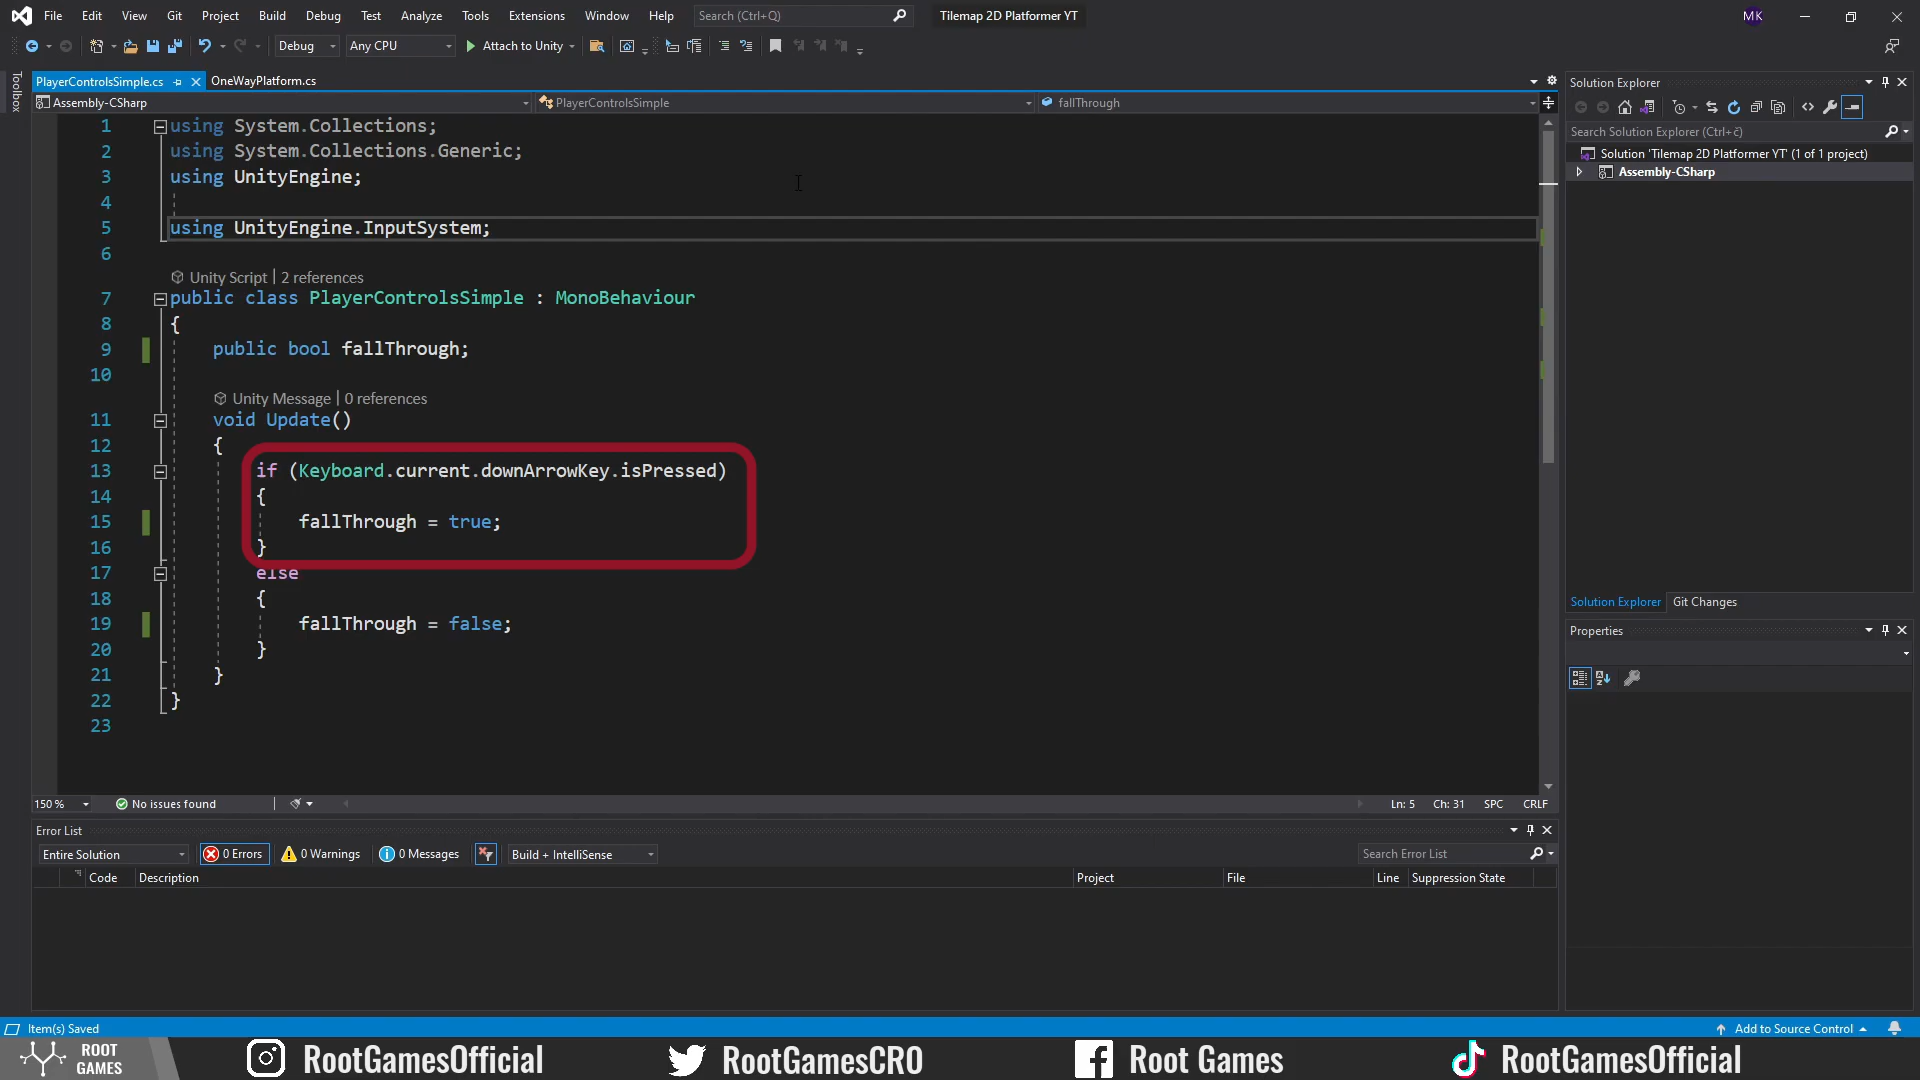 File Edit View Git Project Build Debug Test Analyze Tools Extensions Window Help Search (Ctrl+Q) Tilemap 2D Platformer YT MK
Debug Any CPU Attach to Unity
Toolbox
PlayerControlsSimple.cs OneWayPlatform.cs
Assembly-CSharp PlayerControlsSimple fallThrough
1 using System.Collections;
2 using System.Collections.Generic;
3 using UnityEngine;
4
5 using UnityEngine.InputSystem;
6
Unity Script | 2 references
7 public class PlayerControlsSimple : MonoBehaviour
8 {
9 public bool fallThrough;
10
Unity Message | 0 references
11 void Update()
12 {
13 if (Keyboard.current.downArrowKey.isPressed)
14 {
15 fallThrough = true;
16 }
17 else
18 {
19 fallThrough = false;
20 }
21 }
22 }
23
150 % No issues found Ln: 5 Ch: 31 SPC CRLF
Error List
Entire Solution 0 Errors 0 Warnings 0 Messages Build + IntelliSense Search Error List
Code Description Project File Line Suppression State
Solution Explorer
Search Solution Explorer (Ctrl+č)
Solution 'Tilemap 2D Platformer YT' (1 of 1 project)
Assembly-CSharp
Solution Explorer Git Changes
Properties
Item(s) Saved Add to Source Control
ROOT
GAMES
RootGamesOfficial RootGamesCRO Root Games RootGamesOfficial